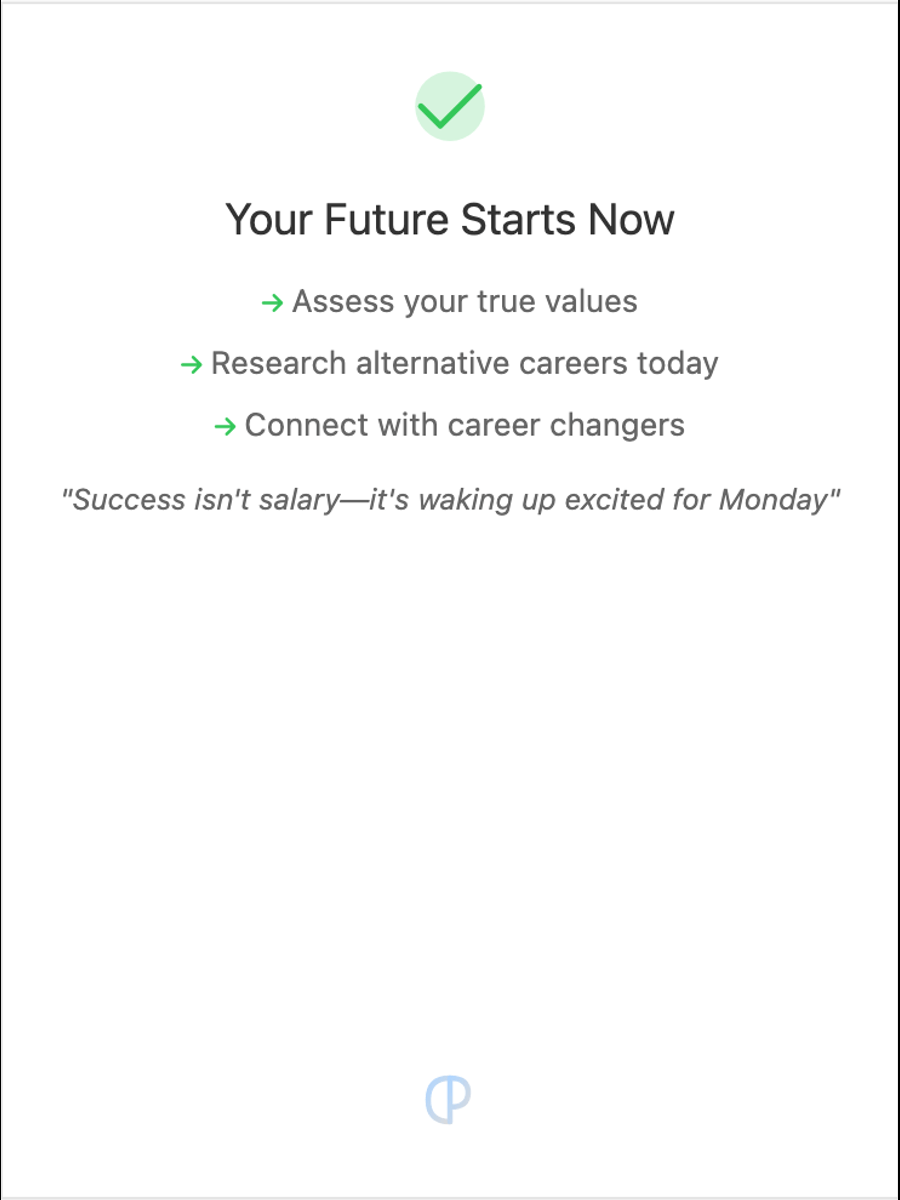 Your Future Starts Now
→ Assess your true values
→ Research alternative careers today
→ Connect with career changers
"Success isn't salary—it's waking up excited for Monday"